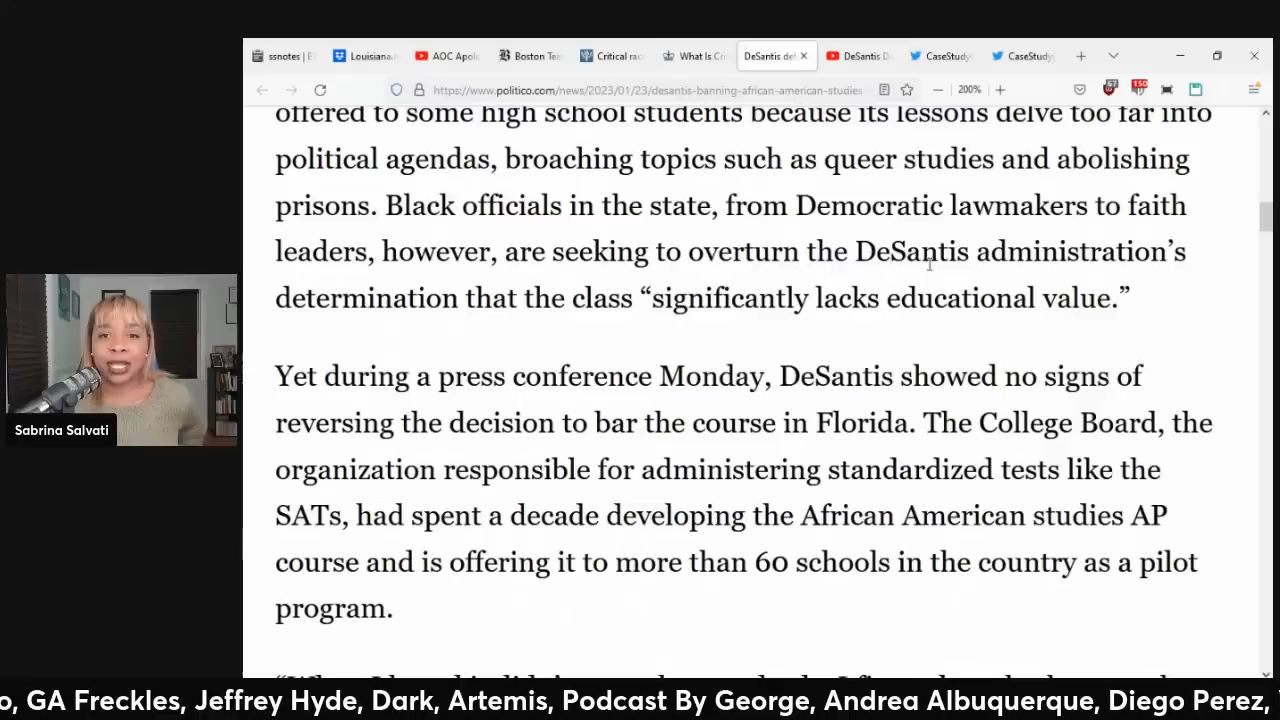 ssnotes | E
Louisiana.
AOC Apol
Boston Tea
Critical rac
What Is Cr
DeSantis def
DeSantis D
CaseStudy
CaseStudy
https://www.politico.com/news/2023/01/23/desantis-banning-african-american-studies-
200%
57
150
offered to some high school students because its lessons delve too far into
political agendas, broaching topics such as queer studies and abolishing
prisons. Black officials in the state, from Democratic lawmakers to faith
leaders, however, are seeking to overturn the DeSantis administration’s
determination that the class “significantly lacks educational value.”
Yet during a press conference Monday, DeSantis showed no signs of
reversing the decision to bar the course in Florida. The College Board, the
organization responsible for administering standardized tests like the
SATs, had spent a decade developing the African American studies AP
course and is offering it to more than 60 schools in the country as a pilot
program.
Sabrina Salvati
o, GA Freckles, Jeffrey Hyde, Dark, Artemis, Podcast By George, Andrea Albuquerque, Diego Perez,